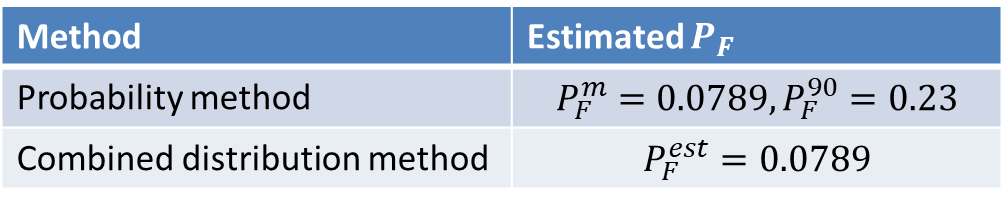 Method Estimated P_F
Probability method P_F^m = 0.0789, P_F^90 = 0.23
Combined distribution method P_F^est = 0.0789